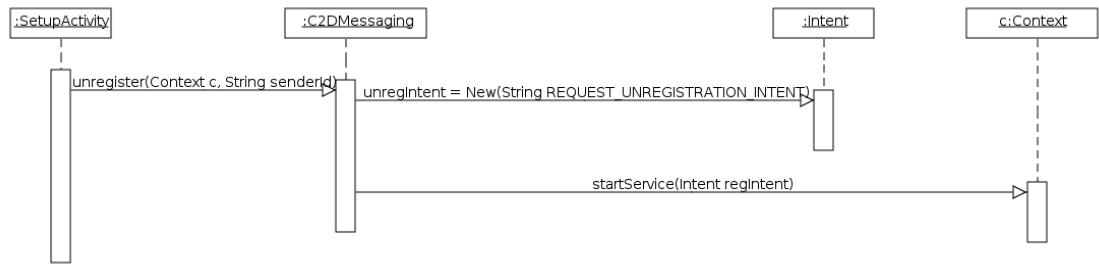 :SetupActivity
:C2DMessaging
:Intent
c:Context
unregister(Context c, String senderId)
unregIntent = New(String REQUEST_UNREGISTRATION_INTENT)
startService(Intent regIntent)